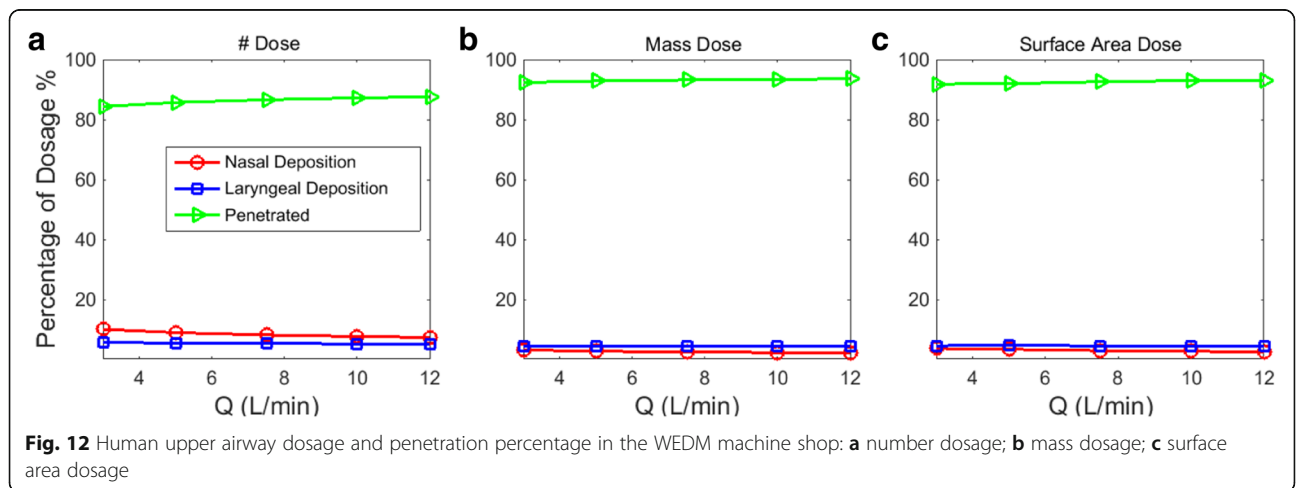 a
# Dose
b
Mass Dose
c
Surface Area Dose
Percentage of Dosage %
100
80
60
40
20
Nasal Deposition
Laryngeal Deposition
Penetrated
4
6
8
10
12
Q (L/min)
100
80
60
40
20
4
6
8
10
12
Q (L/min)
100
80
60
40
20
4
6
8
10
12
Q (L/min)
Fig. 12 Human upper airway dosage and penetration percentage in the WEDM machine shop: a number dosage; b mass dosage; c surface
area dosage